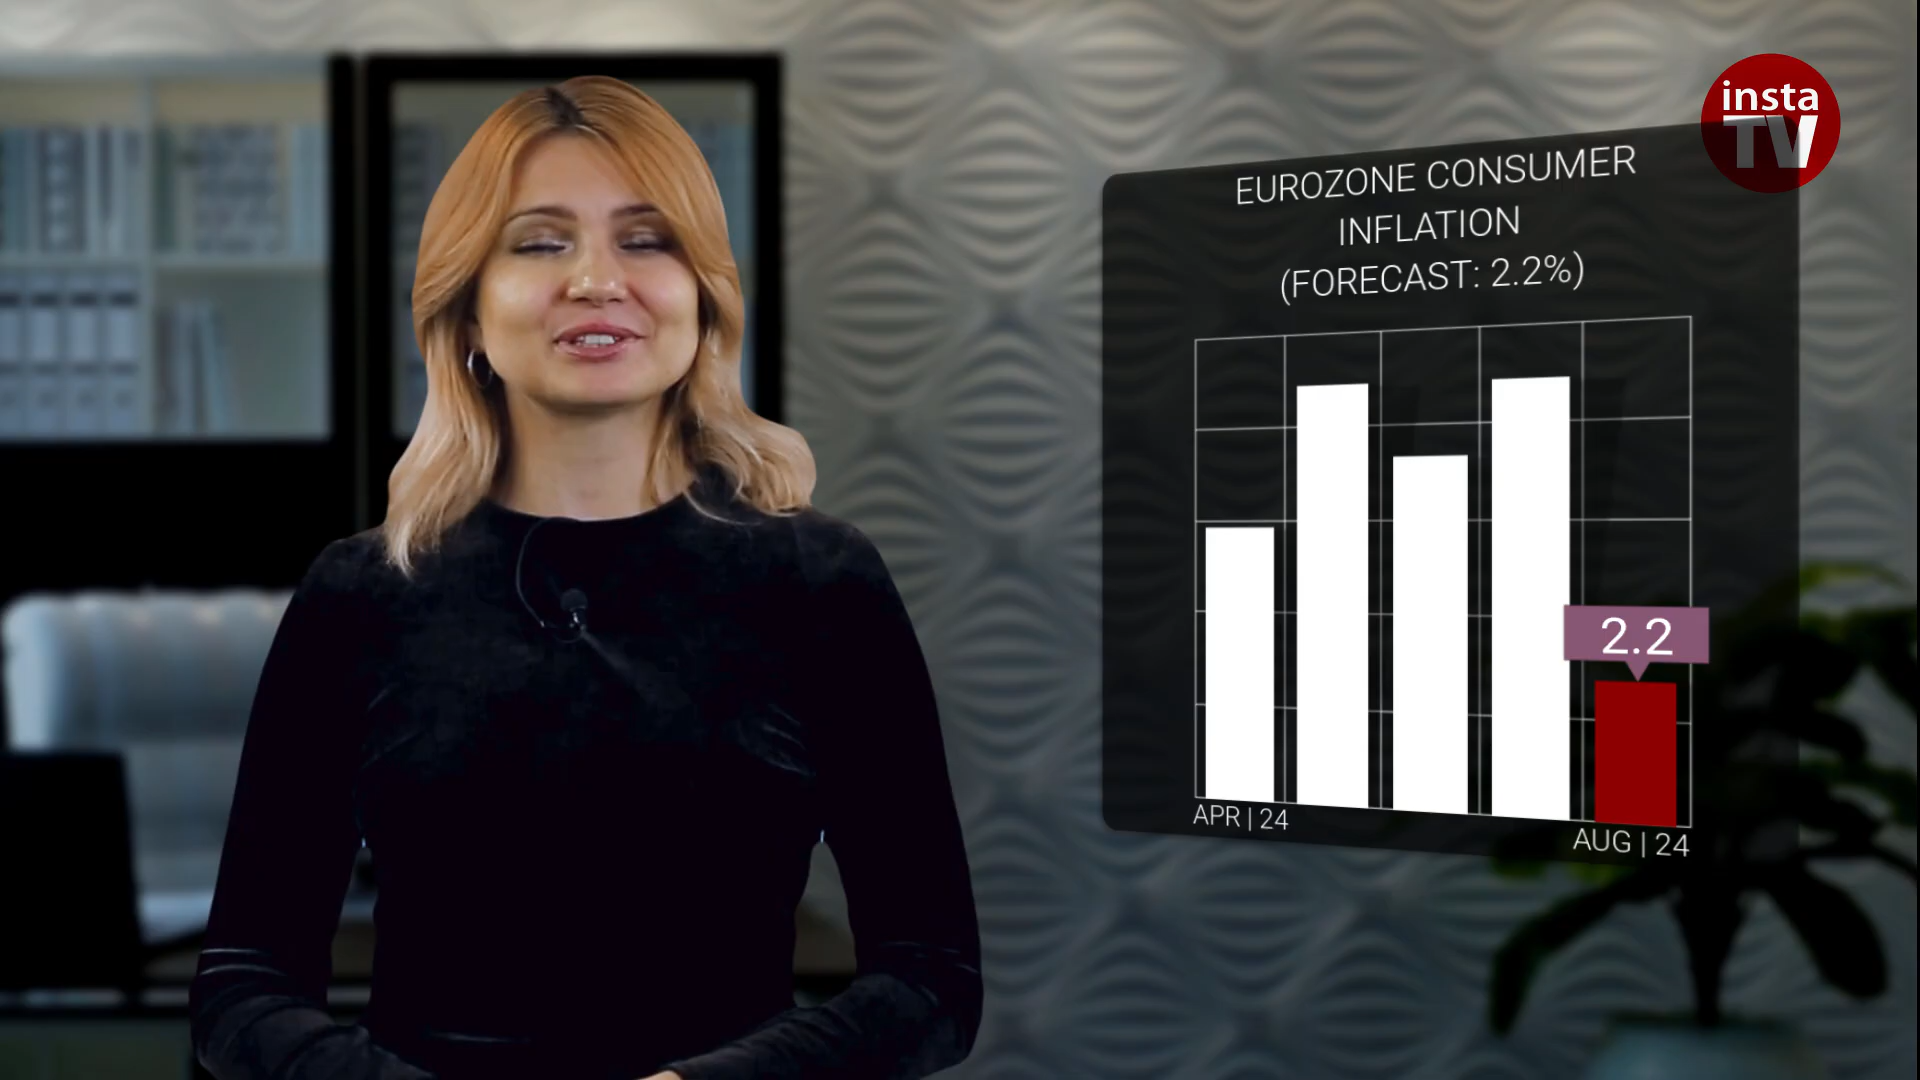 insta
TV
EUROZONE CONSUMER
INFLATION
(FORECAST: 2.2%)
2.2
APR | 24
AUG | 24